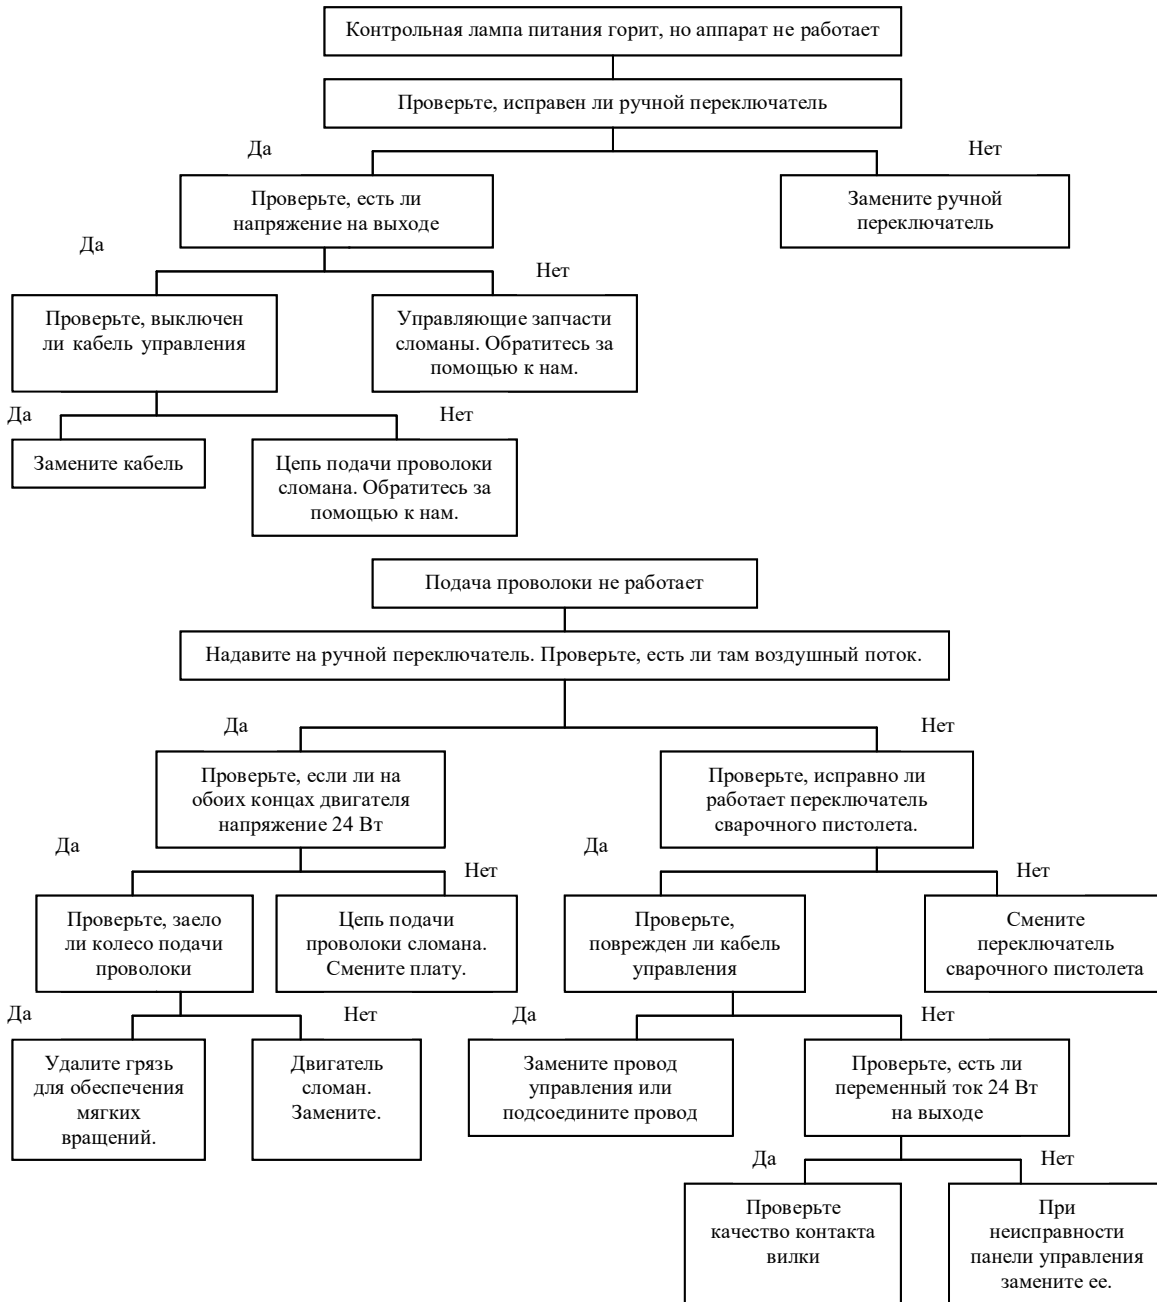 Контрольная лампа питания горит, но аппарат не работает
Проверьте, исправен ли ручной переключатель
Да
Нет
Проверьте, есть ли
напряжение на выходе
Замените ручной
переключатель
Да
Нет
Проверьте, выключен
ли кабель управления
Управляющие запчасти
сломаны. Обратитесь за
помощью к нам.
Да
Нет
Замените кабель
Цепь подачи проволоки
сломана. Обратитесь за
помощью к нам.
Подача проволоки не работает
Надавите на ручной переключатель. Проверьте, есть ли там воздушный поток.
Да
Нет
Проверьте, если ли на
обоих концах двигателя
напряжение 24 Вт
Проверьте, исправно ли
работает переключатель
сварочного пистолета.
Да
Нет
Да
Нет
Проверьте, заело
ли колесо подачи
проволоки
Цепь подачи
проволоки сломана.
Смените плату.
Проверьте,
поврежден ли кабель
управления
Смените
переключатель
сварочного пистолета
Да
Нет
Да
Нет
Удалите грязь
для обеспечения
мягких
вращений.
Двигатель
сломан.
Замените.
Замените провод
управления или
подсоедините провод
Проверьте, есть ли
переменный ток 24 Вт
на выходе
Да
Нет
Проверьте
качество контакта
вилки
При
неисправности
панели управления
замените ее.